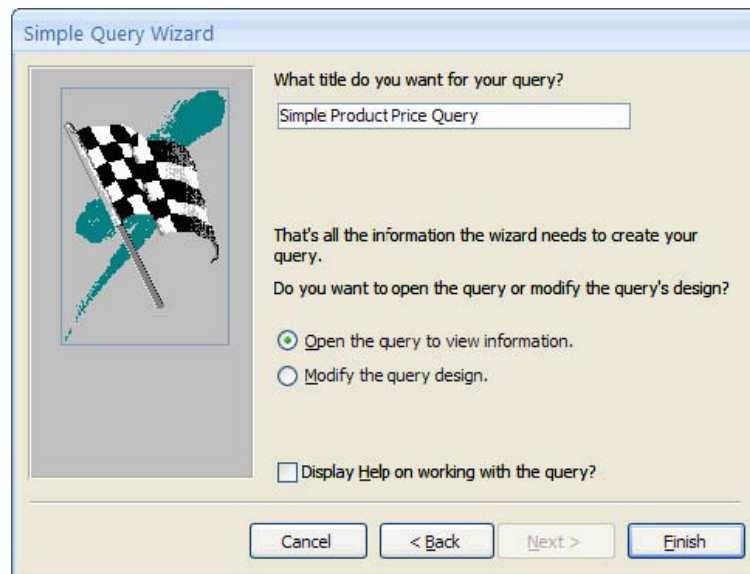 Simple Query Wizard
What title do you want for your query?
Simple Product Price Query
That's all the information the wizard needs to create your
query.
Do you want to open the query or modify the query's design?
Open the query to view information.
Modify the query design.
Display Help on working with the query?
Cancel
< Back
Next >
Finish